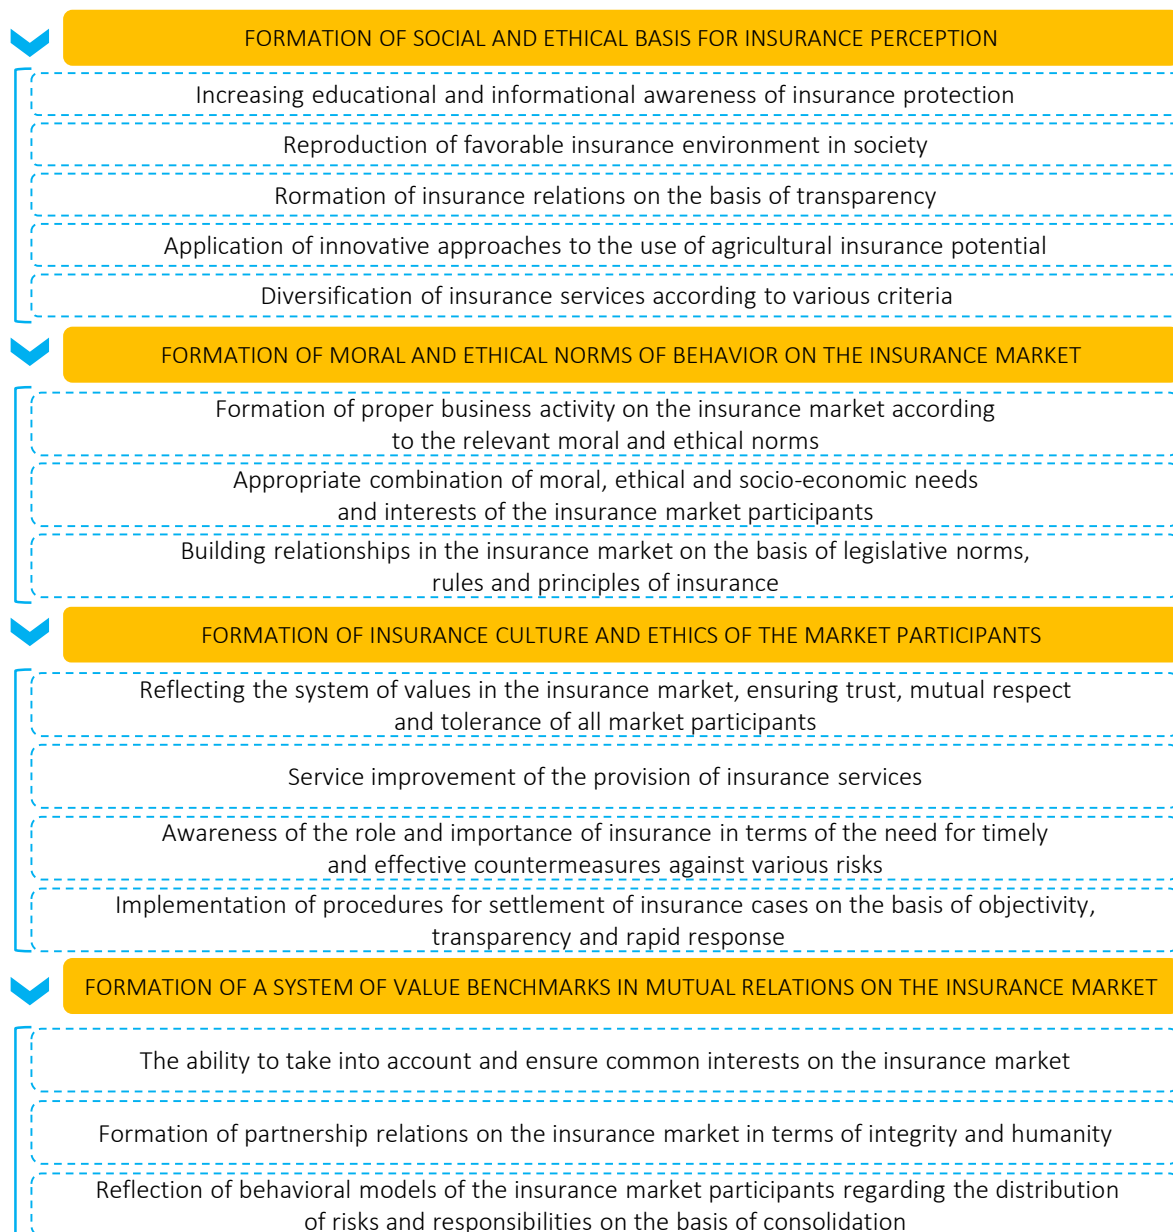 FORMATION OF SOCIAL AND ETHICAL BASIS FOR INSURANCE PERCEPTION
Increasing educational and informational awareness of insurance protection
Reproduction of favorable insurance environment in society
Rormation of insurance relations on the basis of transparency
Application of innovative approaches to the use of agricultural insurance potential
Diversification of insurance services according to various criteria
FORMATION OF MORAL AND ETHICAL NORMS OF BEHAVIOR ON THE INSURANCE MARKET
Formation of proper business activity on the insurance market according
to the relevant moral and ethical norms
Appropriate combination of moral, ethical and socio-economic needs
and interests of the insurance market participants
Building relationships in the insurance market on the basis of legislative norms,
rules and principles of insurance
FORMATION OF INSURANCE CULTURE AND ETHICS OF THE MARKET PARTICIPANTS
Reflecting the system of values in the insurance market, ensuring trust, mutual respect
and tolerance of all market participants
Service improvement of the provision of insurance services
Awareness of the role and importance of insurance in terms of the need for timely
and effective countermeasures against various risks
Implementation of procedures for settlement of insurance cases on the basis of objectivity,
transparency and rapid response
FORMATION OF A SYSTEM OF VALUE BENCHMARKS IN MUTUAL RELATIONS ON THE INSURANCE MARKET
The ability to take into account and ensure common interests on the insurance market
Formation of partnership relations on the insurance market in terms of integrity and humanity
Reflection of behavioral models of the insurance market participants regarding the distribution
of risks and responsibilities on the basis of consolidation